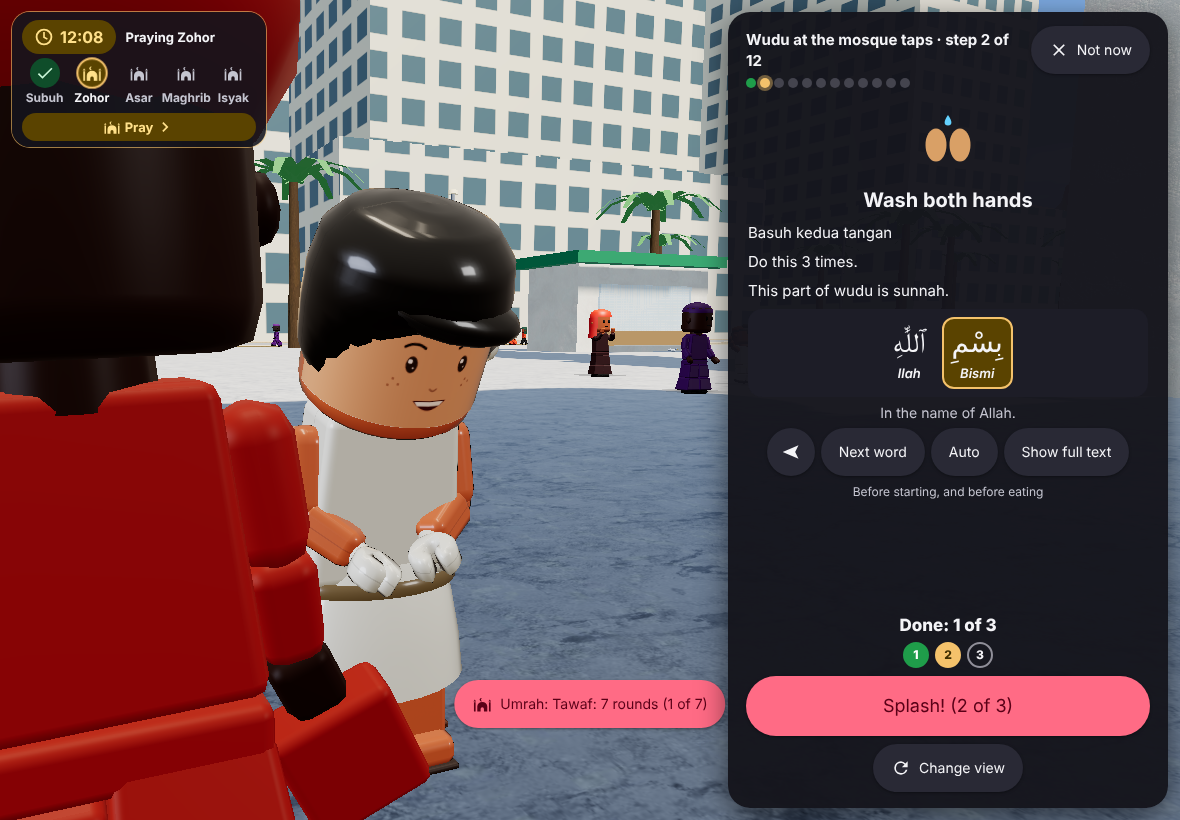 12:08 Praying Zohor
Subuh Zohor Asar Maghrib Isyak
Pray
Wudu at the mosque taps · step 2 of
12
Not now
Wash both hands
Basuh kedua tangan
Do this 3 times.
This part of wudu is sunnah.
بِسْمِ ٱللَّهِ
Ilah Bismi
In the name of Allah.
Next word Auto Show full text
Before starting, and before eating
Done: 1 of 3
1 2 3
Umrah: Tawaf: 7 rounds (1 of 7)
Splash! (2 of 3)
Change view